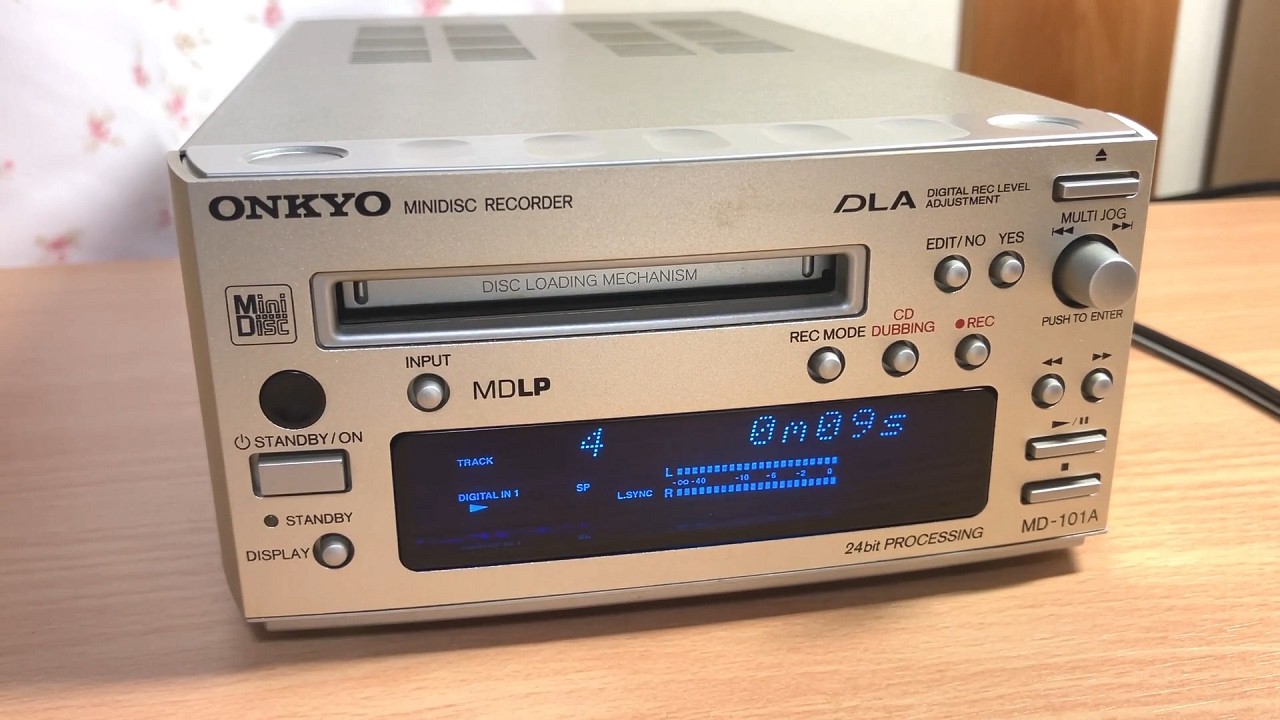 ONKYO MINIDISC RECORDER
DLA DIGITAL REC LEVEL
ADJUSTMENT
MULTI JOG
EDIT/NO YES
DISC LOADING MECHANISM
Mini
Disc
PUSH TO ENTER
REC MODE
CD
DUBBING
REC
INPUT
MDLP
STANDBY/ON
TRACK
4
0m09s
DIGITAL IN 1
SP
L.SYNC
L
-∞ -40 -10 -6 -2 0
R
STANDBY
DISPLAY
24bit PROCESSING
MD-101A